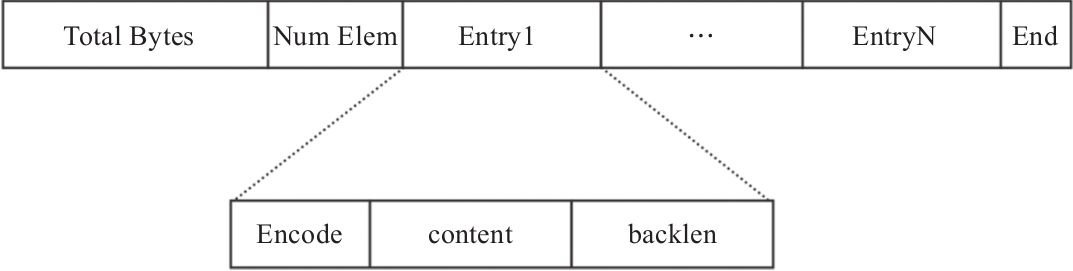 Total Bytes Num Elem Entry1 ⋯ EntryN End
Encode content backlen